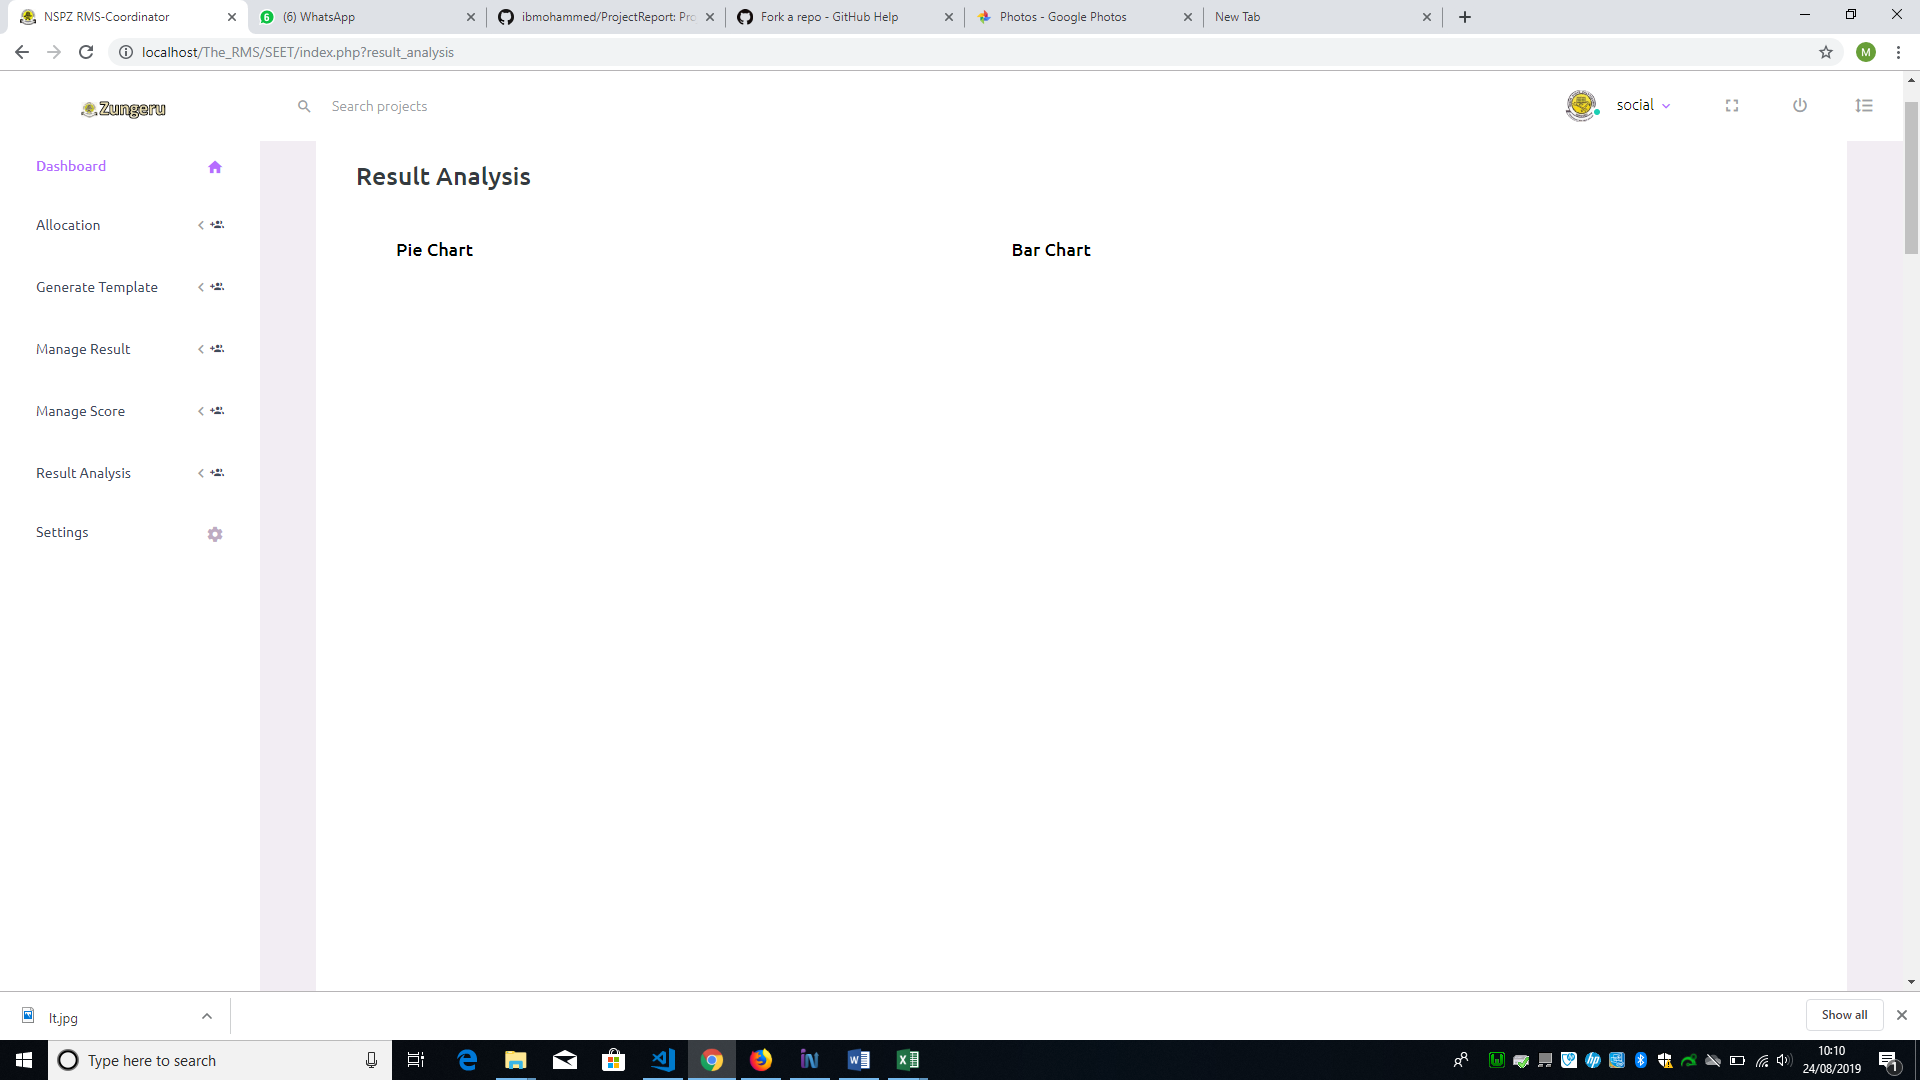 NSPZ RMS-Coordinator
(6) WhatsApp
ibmohammed/ProjectReport: Pro
Fork a repo - GitHub Help
Photos - Google Photos
New Tab
localhost/The_RMS/SEET/index.php?result_analysis
M
Zungeru
Search projects
social
Dashboard
Result Analysis
Allocation
Pie Chart
Bar Chart
Generate Template
Manage Result
Manage Score
Result Analysis
Settings
lt.jpg
Show all
Type here to search
10:10
24/08/2019
1